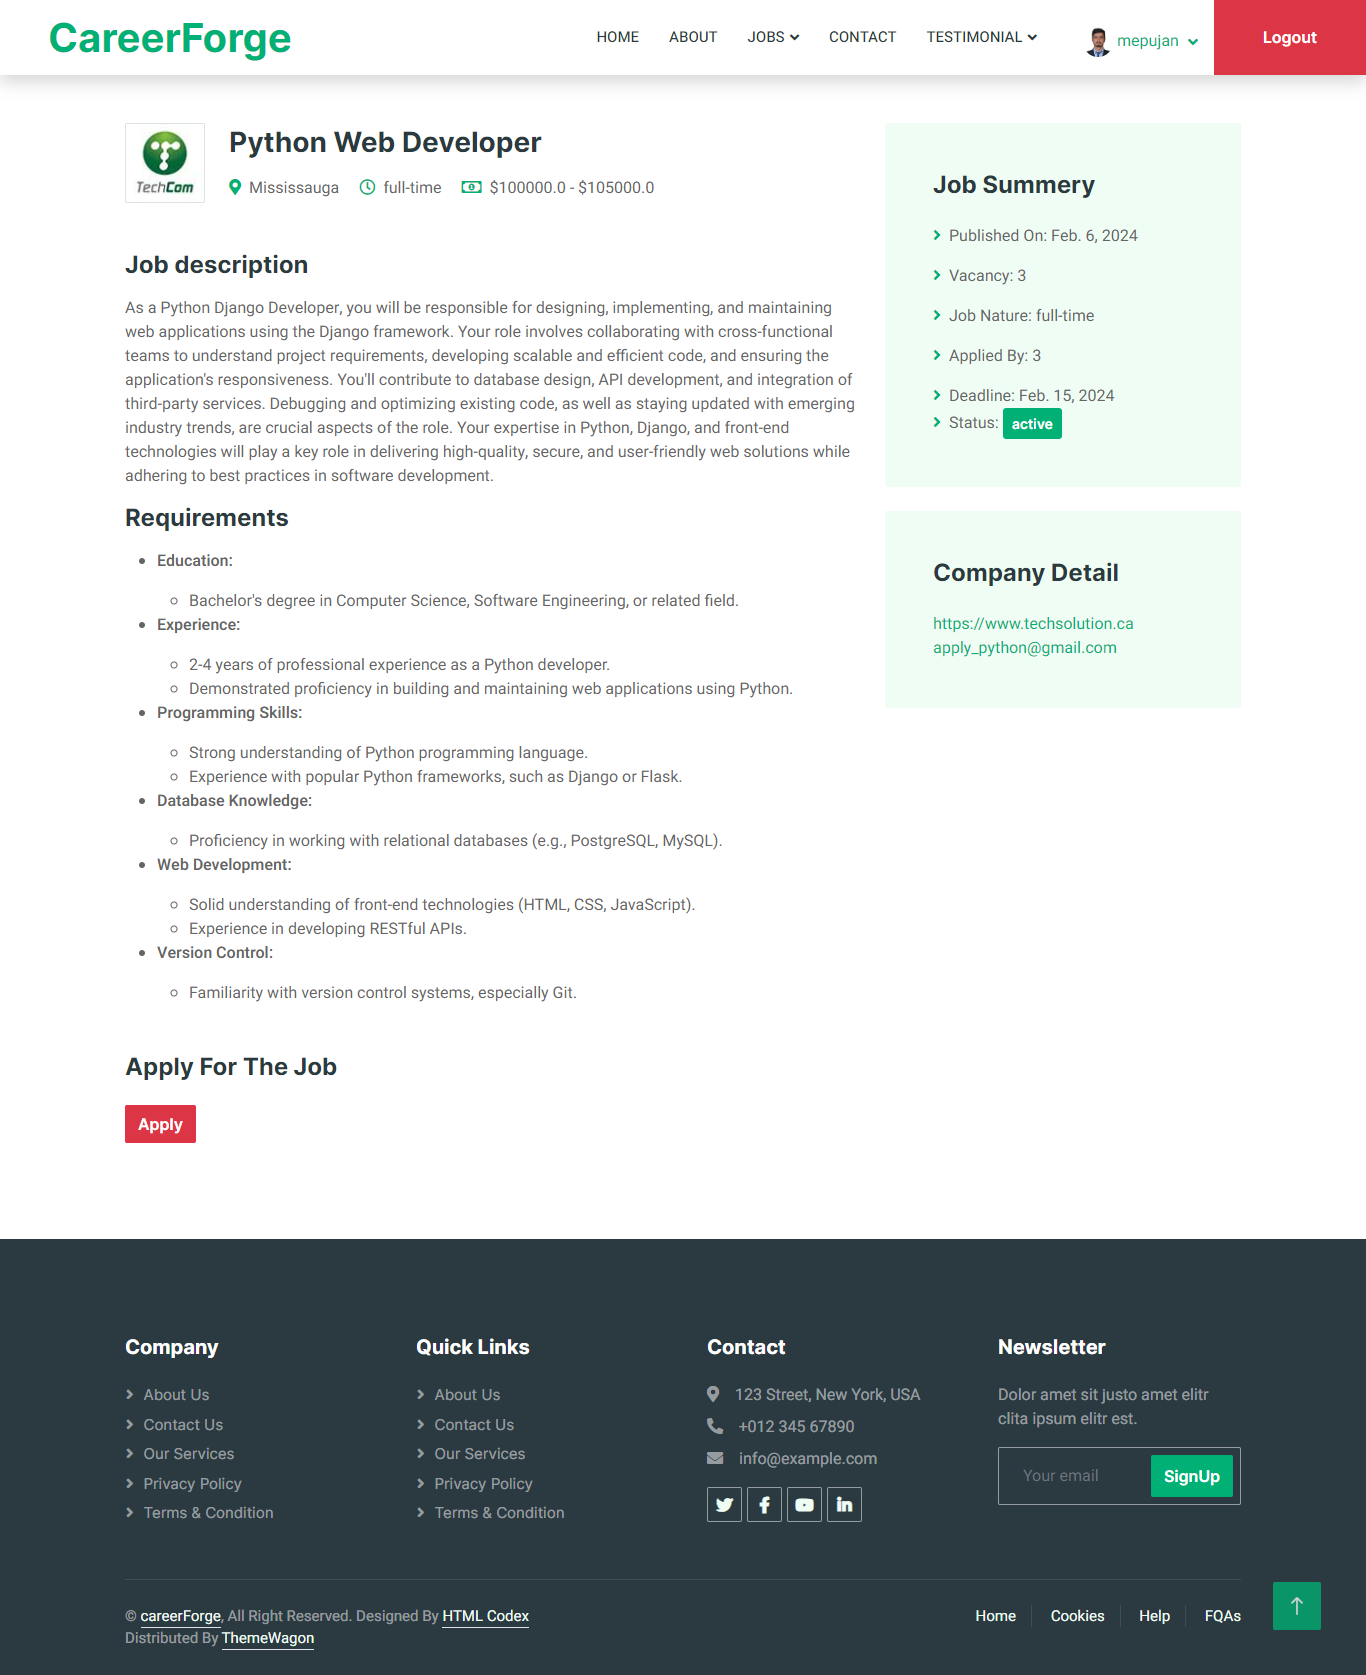 CareerForge
HOME
ABOUT
JOBS
CONTACT
TESTIMONIAL
mepujan
Logout
TechCom
Python Web Developer
Mississauga
full-time
$100000.0 - $105000.0
Job description
As a Python Django Developer, you will be responsible for designing, implementing, and maintaining
web applications using the Django framework. Your role involves collaborating with cross-functional
teams to understand project requirements, developing scalable and efficient code, and ensuring the
application's responsiveness. You'll contribute to database design, API development, and integration of
third-party services. Debugging and optimizing existing code, as well as staying updated with emerging
industry trends, are crucial aspects of the role. Your expertise in Python, Django, and front-end
technologies will play a key role in delivering high-quality, secure, and user-friendly web solutions while
adhering to best practices in software development.
Requirements
Education:
Bachelor's degree in Computer Science, Software Engineering, or related field.
Experience:
2-4 years of professional experience as a Python developer.
Demonstrated proficiency in building and maintaining web applications using Python.
Programming Skills:
Strong understanding of Python programming language.
Experience with popular Python frameworks, such as Django or Flask.
Database Knowledge:
Proficiency in working with relational databases (e.g., PostgreSQL, MySQL).
Web Development:
Solid understanding of front-end technologies (HTML, CSS, JavaScript).
Experience in developing RESTful APIs.
Version Control:
Familiarity with version control systems, especially Git.
Apply For The Job
Apply
Job Summery
Published On: Feb. 6, 2024
Vacancy: 3
Job Nature: full-time
Applied By: 3
Deadline: Feb. 15, 2024
Status: active
Company Detail
https://www.techsolution.ca
apply_python@gmail.com
Company
About Us
Contact Us
Our Services
Privacy Policy
Terms & Condition
Quick Links
About Us
Contact Us
Our Services
Privacy Policy
Terms & Condition
Contact
123 Street, New York, USA
+012 345 67890
info@example.com
Newsletter
Dolor amet sit justo amet elitr
clita ipsum elitr est.
Your email
SignUp
© careerForge, All Right Reserved. Designed By HTML Codex
Distributed By ThemeWagon
Home
Cookies
Help
FQAs